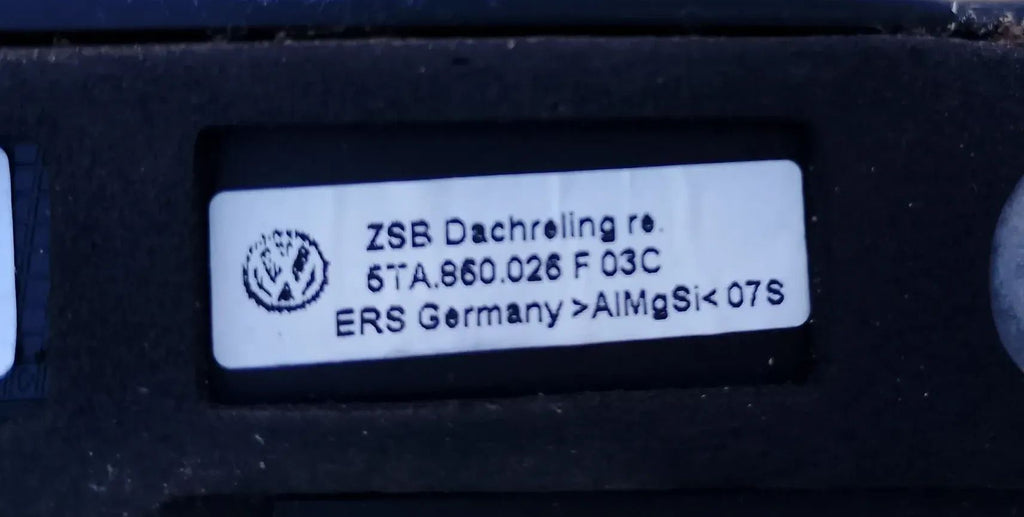 ZSB Dachreling re.
5TA.860.026 F 03C
ERS Germany >AlMgSi< 07S